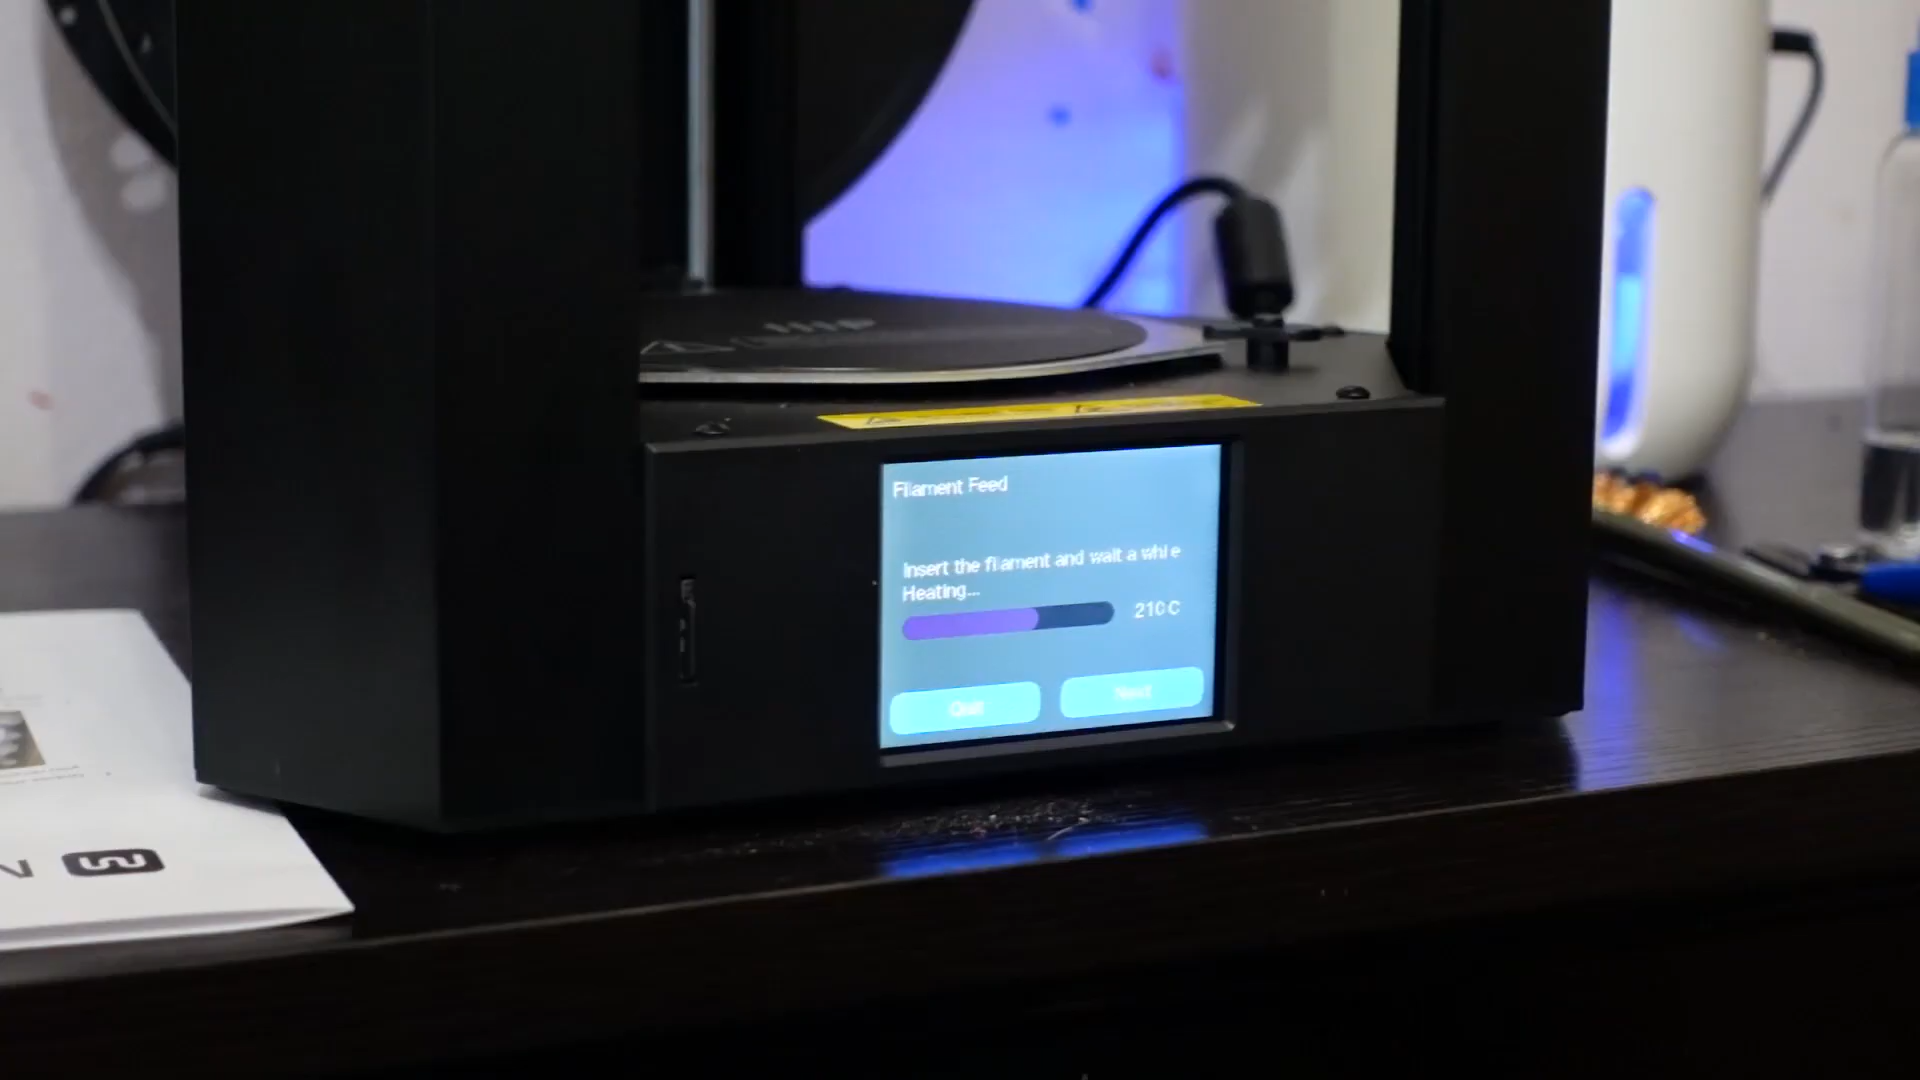 Filament Feed
Insert the filament and wait a while
Heating...
210C
Quit
Next